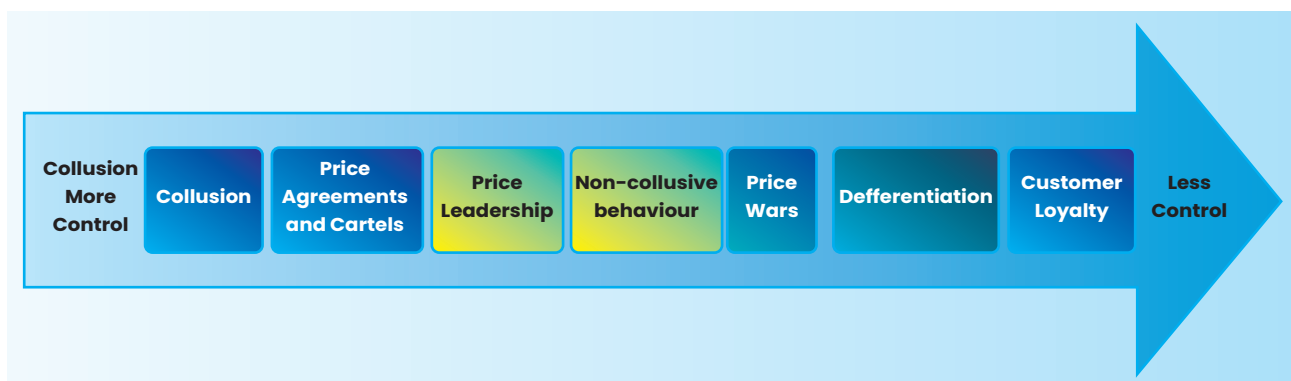 Collusion
More
Control
Collusion
Price
Agreements
and Cartels
Price
Leadership
Non-collusive
behaviour
Price
Wars
Defferentiation
Customer
Loyalty
Less
Control